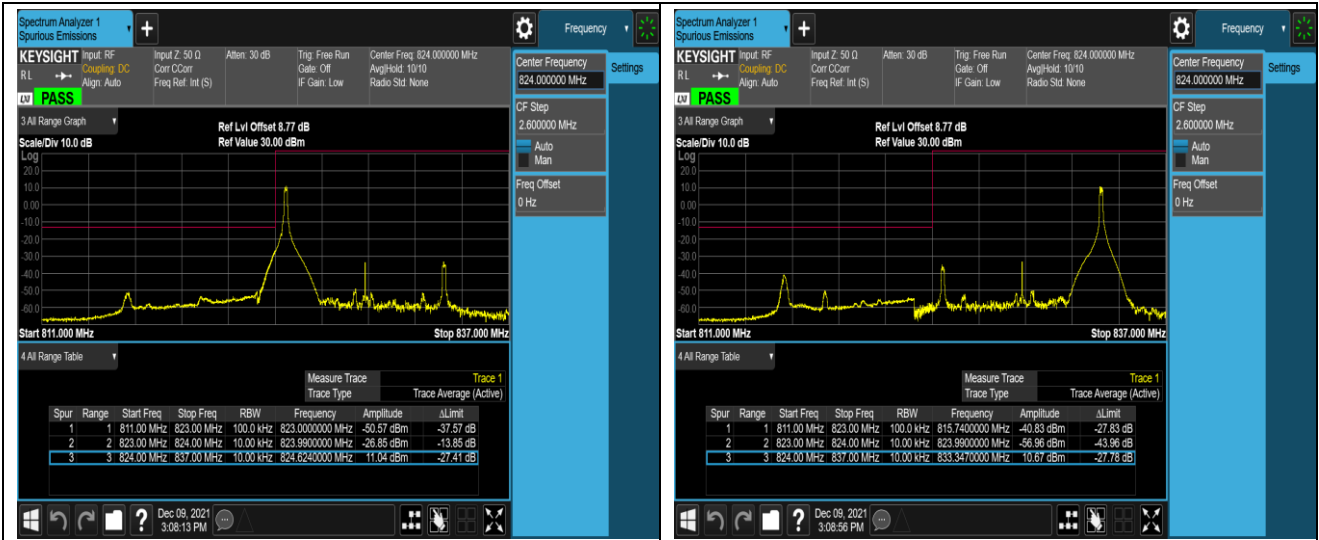 Spectrum Analyzer 1
Spurious Emissions
Frequency
KEYSIGHT Input: RF Input Z: 50 Ω Atten: 30 dB Trig: Free Run Center Freq: 824.000000 MHz
R L Coupling: DC Corr CCorr Gate: Off Avg|Hold: 10/10
Align: Auto Freq Ref: Int (S) IF Gain: Low Radio Std: None
LXI PASS
Center Frequency
824.000000 MHz
Settings
CF Step
2.600000 MHz
Auto
Man
Freq Offset
0 Hz
3 All Range Graph
Ref Lvl Offset 8.77 dB
Scale/Div 10.0 dB Ref Value 30.00 dBm
Log
20.0
10.0
0.00
-10.0
-20.0
-30.0
-40.0
-50.0
-60.0
Start 811.000 MHz Stop 837.000 MHz
4 All Range Table
Measure Trace Trace 1
Trace Type Trace Average (Active)
Spur Range Start Freq Stop Freq RBW Frequency Amplitude ΔLimit
1 1 811.00 MHz 823.00 MHz 100.0 kHz 823.0000000 MHz -50.57 dBm -37.57 dB
2 2 823.00 MHz 824.00 MHz 10.00 kHz 823.9900000 MHz -26.85 dBm -13.85 dB
3 3 824.00 MHz 837.00 MHz 10.00 kHz 824.6240000 MHz 11.04 dBm -27.41 dB
Dec 09, 2021
3:08:13 PM
Spectrum Analyzer 1
Spurious Emissions
Frequency
KEYSIGHT Input: RF Input Z: 50 Ω Atten: 30 dB Trig: Free Run Center Freq: 824.000000 MHz
R L Coupling: DC Corr CCorr Gate: Off Avg|Hold: 10/10
Align: Auto Freq Ref: Int (S) IF Gain: Low Radio Std: None
LXI PASS
Center Frequency
824.000000 MHz
Settings
CF Step
2.600000 MHz
Auto
Man
Freq Offset
0 Hz
3 All Range Graph
Ref Lvl Offset 8.77 dB
Scale/Div 10.0 dB Ref Value 30.00 dBm
Log
20.0
10.0
0.00
-10.0
-20.0
-30.0
-40.0
-50.0
-60.0
Start 811.000 MHz Stop 837.000 MHz
4 All Range Table
Measure Trace Trace 1
Trace Type Trace Average (Active)
Spur Range Start Freq Stop Freq RBW Frequency Amplitude ΔLimit
1 1 811.00 MHz 823.00 MHz 100.0 kHz 815.7400000 MHz -40.83 dBm -27.83 dB
2 2 823.00 MHz 824.00 MHz 10.00 kHz 823.9900000 MHz -56.96 dBm -43.96 dB
3 3 824.00 MHz 837.00 MHz 10.00 kHz 833.3470000 MHz 10.67 dBm -27.78 dB
Dec 09, 2021
3:08:56 PM